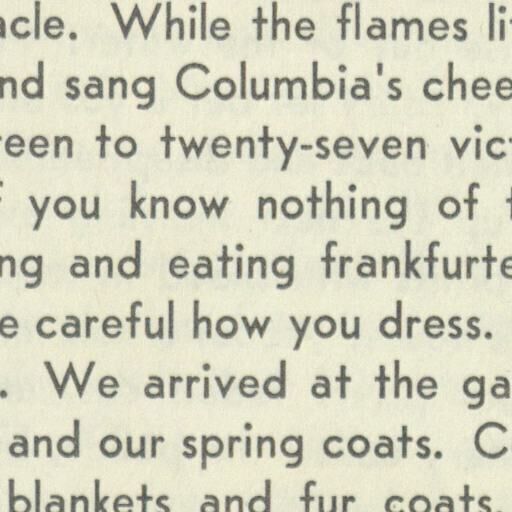 acle. While the flames li
nd sang Columbia's chee
reen to twenty-seven vict
f you know nothing of
ng and eating frankfurte
e careful how you dress.
. We arrived at the ga
and our spring coats. C
blankets and fur coats.